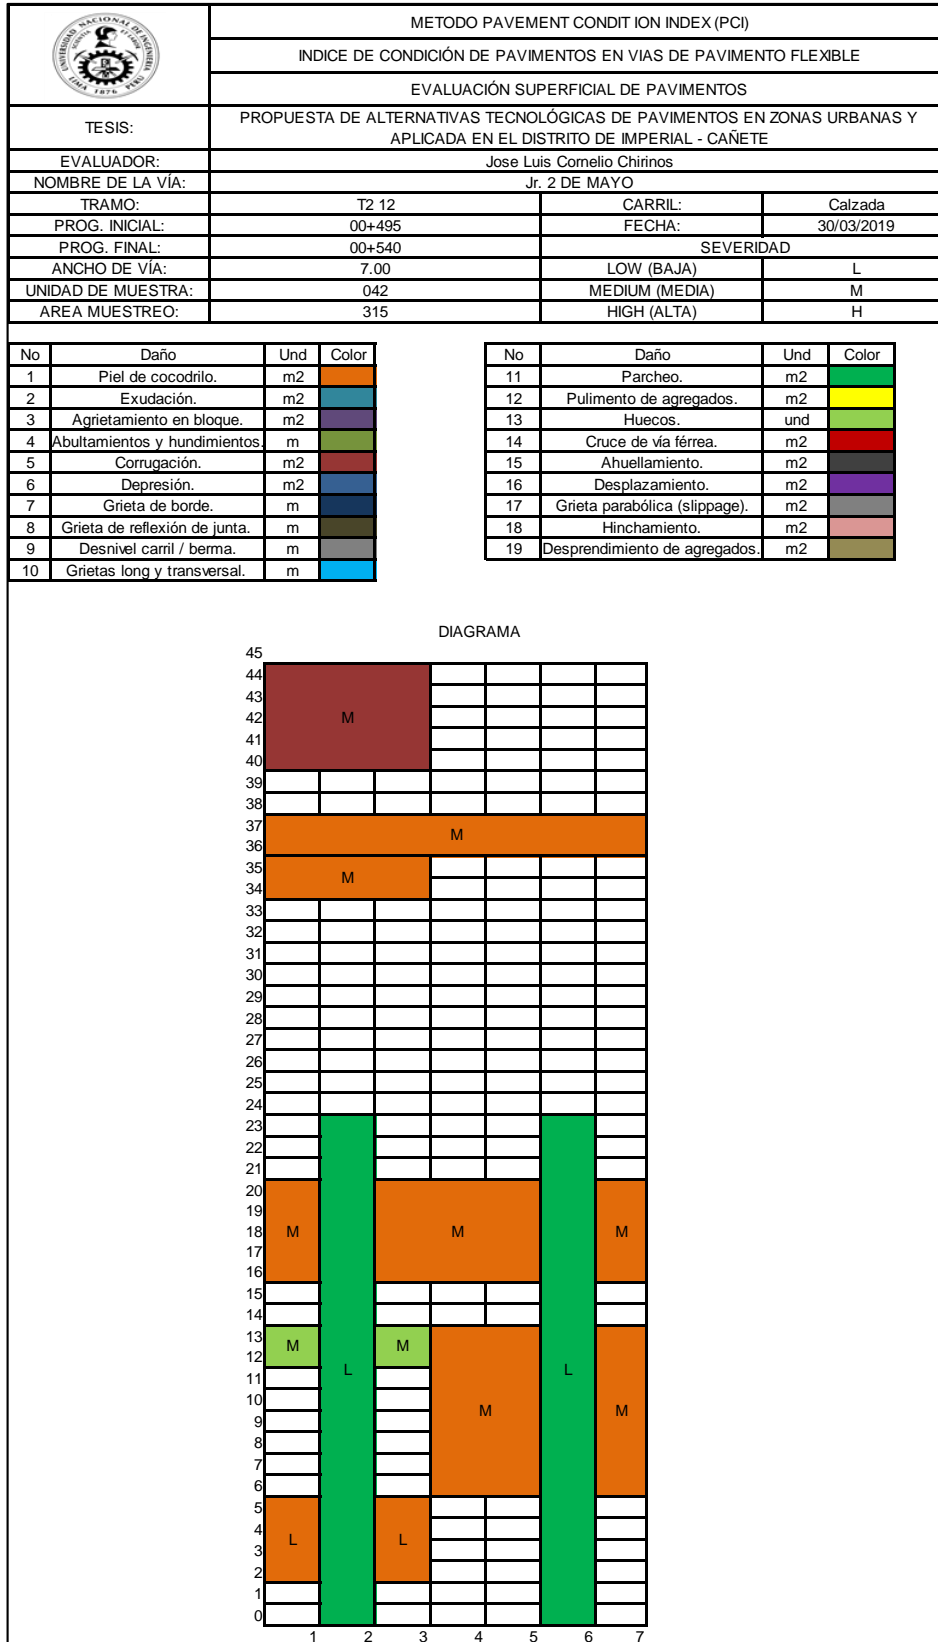 UNIVERSIDAD NACIONAL DE INGENIERIA
SCIENTIA ET LABOR
LIMA 1876 PERU
METODO PAVEMENT CONDIT ION INDEX (PCI)
INDICE DE CONDICIÓN DE PAVIMENTOS EN VIAS DE PAVIMENTO FLEXIBLE
EVALUACIÓN SUPERFICIAL DE PAVIMENTOS
TESIS: PROPUESTA DE ALTERNATIVAS TECNOLÓGICAS DE PAVIMENTOS EN ZONAS URBANAS Y
APLICADA EN EL DISTRITO DE IMPERIAL - CAÑETE
EVALUADOR: Jose Luis Cornelio Chirinos
NOMBRE DE LA VÍA: Jr. 2 DE MAYO
TRAMO: T2 12 CARRIL: Calzada
PROG. INICIAL: 00+495 FECHA: 30/03/2019
PROG. FINAL: 00+540 SEVERIDAD
ANCHO DE VÍA: 7.00 LOW (BAJA) L
UNIDAD DE MUESTRA: 042 MEDIUM (MEDIA) M
AREA MUESTREO: 315 HIGH (ALTA) H
No Daño Und Color
1 Piel de cocodrilo. m2
2 Exudación. m2
3 Agrietamiento en bloque. m2
4 Abultamientos y hundimientos. m
5 Corrugación. m2
6 Depresión. m2
7 Grieta de borde. m
8 Grieta de reflexión de junta. m
9 Desnivel carril / berma. m
10 Grietas long y transversal. m
No Daño Und Color
11 Parcheo. m2
12 Pulimento de agregados. m2
13 Huecos. und
14 Cruce de vía férrea. m2
15 Ahuellamiento. m2
16 Desplazamiento. m2
17 Grieta parabólica (slippage). m2
18 Hinchamiento. m2
19 Desprendimiento de agregados. m2
DIAGRAMA
45
44
43
42 M
41
40
39
38
37
36 M
35
34 M
33
32
31
30
29
28
27
26
25
24
23
22
21
20
19
18 M M M
17
16
15
14
13
12 M M
11 L L
10
9 M M
8
7
6
5
4
3 L L
2
1
0
1 2 3 4 5 6 7